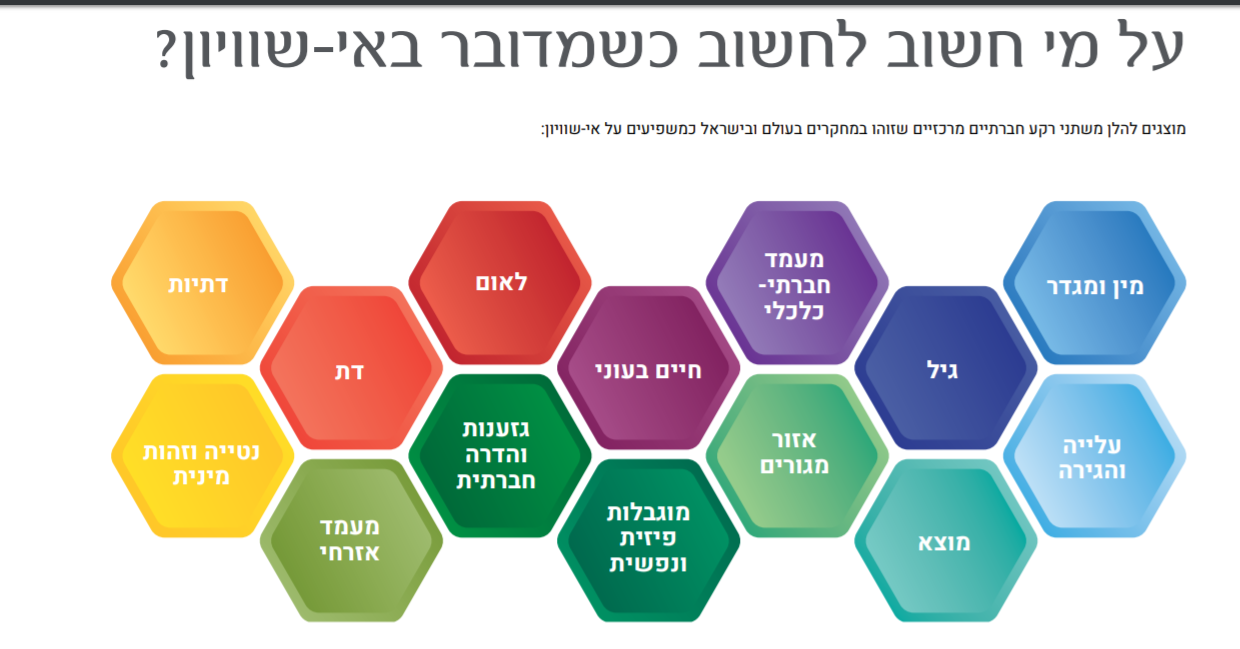 על מי חשוב לחשוב כשמדובר באי-שוויון?
מוצגים להלן משתני רקע חברתיים מרכזיים שזוהו במחקרים בעולם ובישראל כמשפיעים על אי-שוויון:
מין ומגדר
מעמד
חברתי-
כלכלי
לאום
דתיות
גיל
חיים בעוני
דת
עלייה
והגירה
אזור
מגורים
גזענות
והדרה
חברתית
נטייה וזהות
מינית
מוצא
מוגבלות
פיזית
ונפשית
מעמד
אזרחי